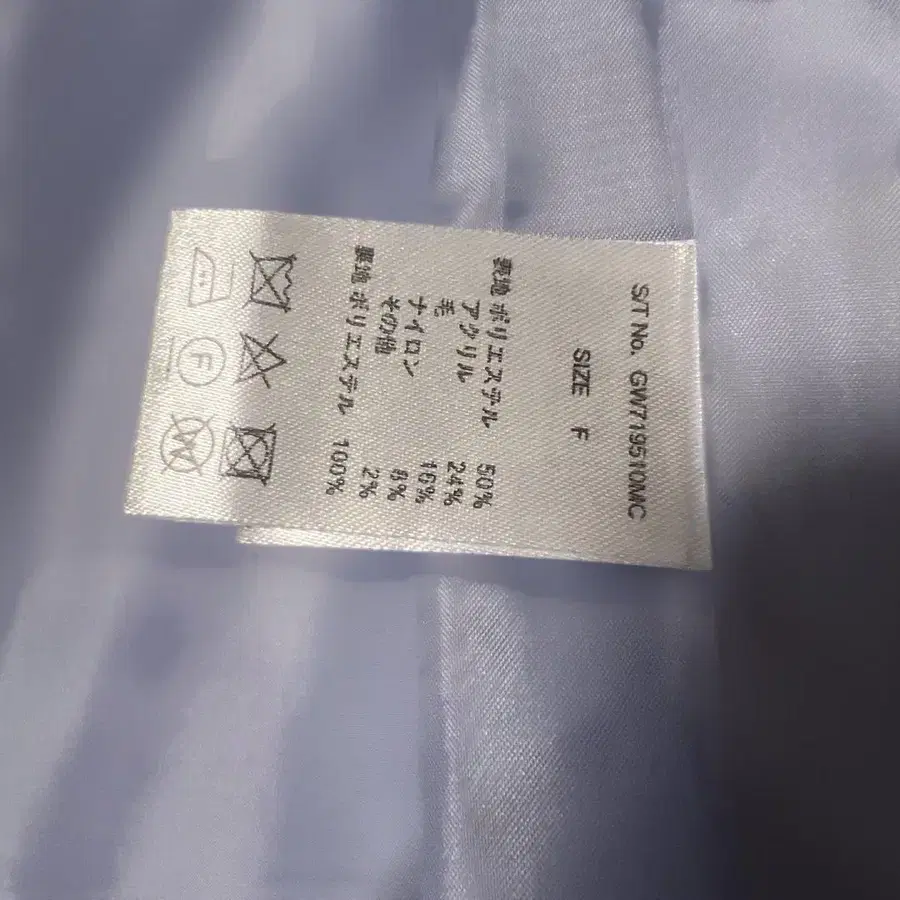 S/T No. GW719510MC
SIZE F
表地 ポリエステル 50%
アクリル 24%
毛 16%
ナイロン 8%
その他 2%
裏地 ポリエステル 100%
F W